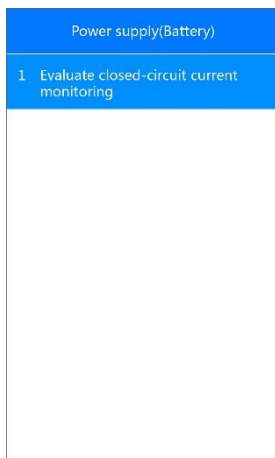 Power supply(Battery)
1 Evaluate closed-circuit current
monitoring